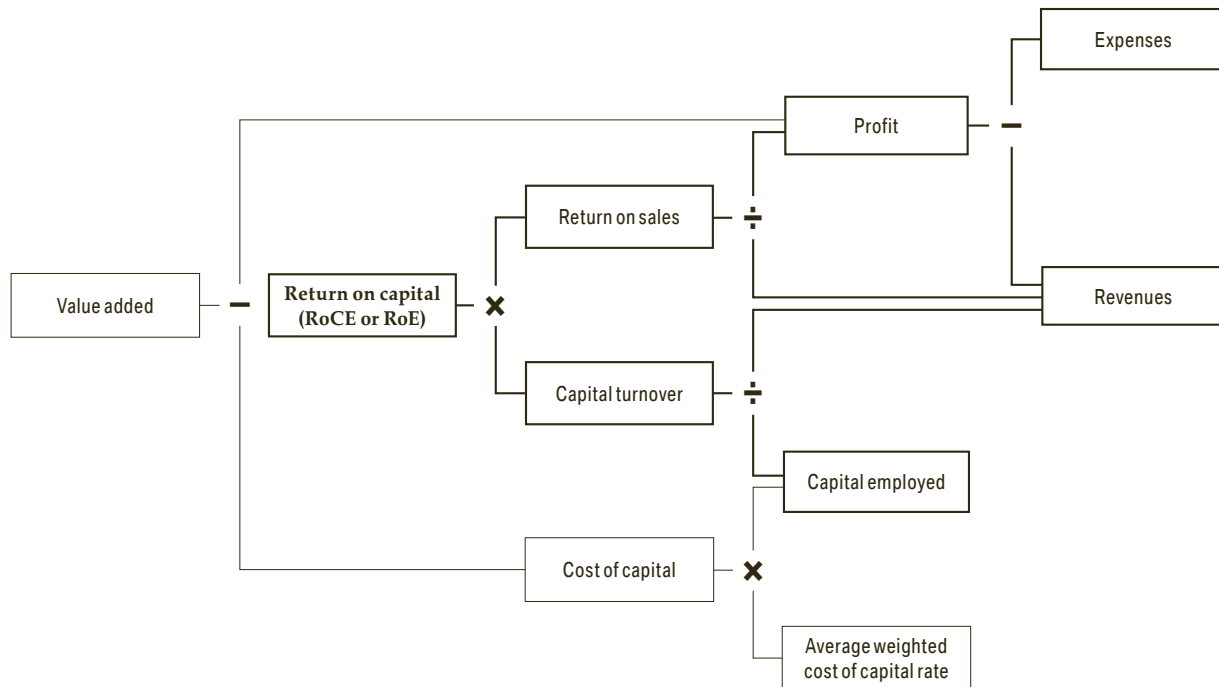 Expenses
Profit
Return on sales
Value added
Return on capital
(RoCE or RoE)
Revenues
Capital turnover
Capital employed
Cost of capital
Average weighted
cost of capital rate